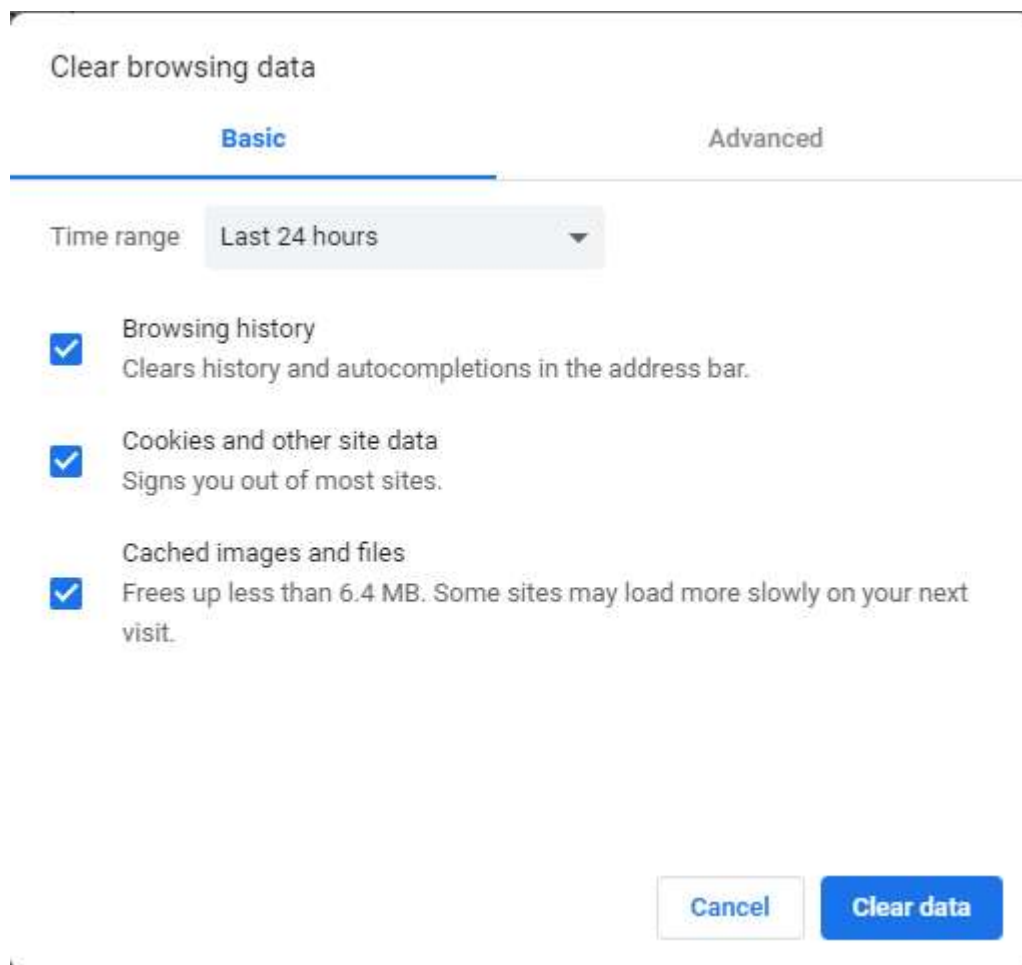 Clear browsing data
Basic
Advanced
Time range
Last 24 hours
Browsing history
Clears history and autocompletions in the address bar.
Cookies and other site data
Signs you out of most sites.
Cached images and files
Frees up less than 6.4 MB. Some sites may load more slowly on your next
visit.
Cancel
Clear data